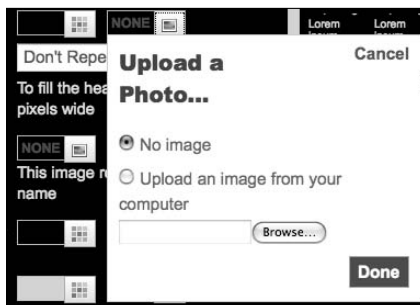 NONE
Lorem Lorem
Don't Repe
Upload a
Photo...
Cancel
To fill the hea
pixels wide
No image
NONE
This image r
name
Upload an image from your
computer
Browse...
Done